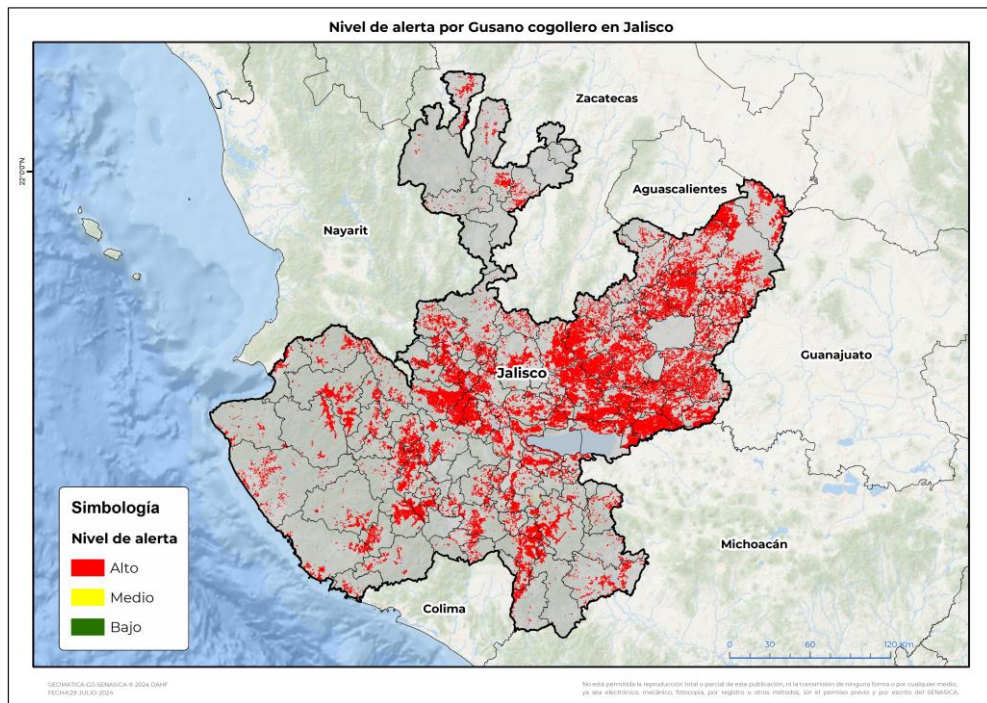 Nivel de alerta por Gusano cogollero en Jalisco
Zacatecas
22°0'0"N
Aguascalientes
Nayarit
Guanajuato
Jalisco
Simbología
Nivel de alerta
Alto
Medio
Bajo
Michoacán
Colima
0 30 60 120 Km
GEOMATICA-DJ-SENASICA © 2024 DAHF
FECHA:29-JULIO-2024
No está permitida la reproducción total o parcial de esta publicación, ni la transmisión de ninguna forma o por cualquier medio,
ya sea electrónico, mecánico, fotocopia, por registro u otros métodos, sin el permiso previo y por escrito del SENASICA.